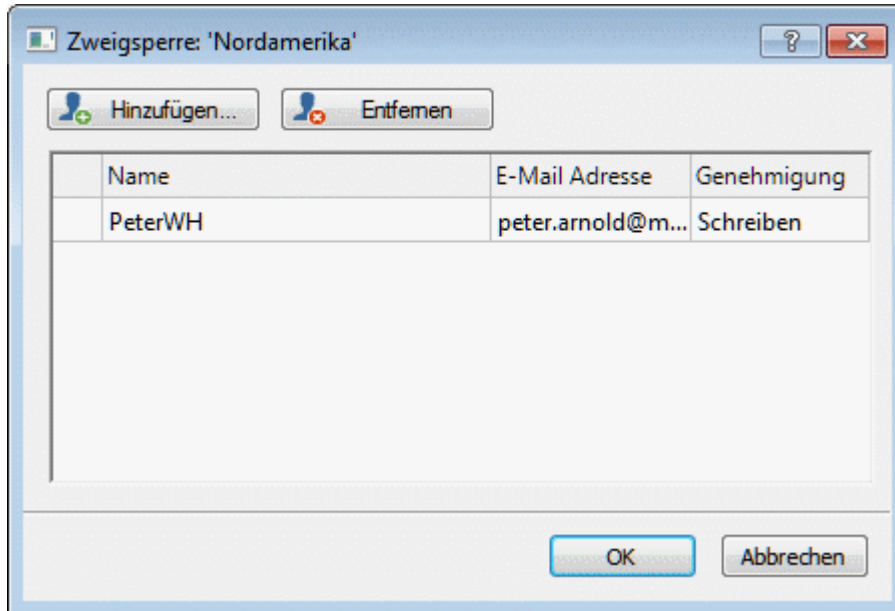 Zweigsperre: 'Nordamerika'
Hinzufügen... Entfernen
Name E-Mail Adresse Genehmigung
PeterWH peter.arnold@m... Schreiben
OK Abbrechen